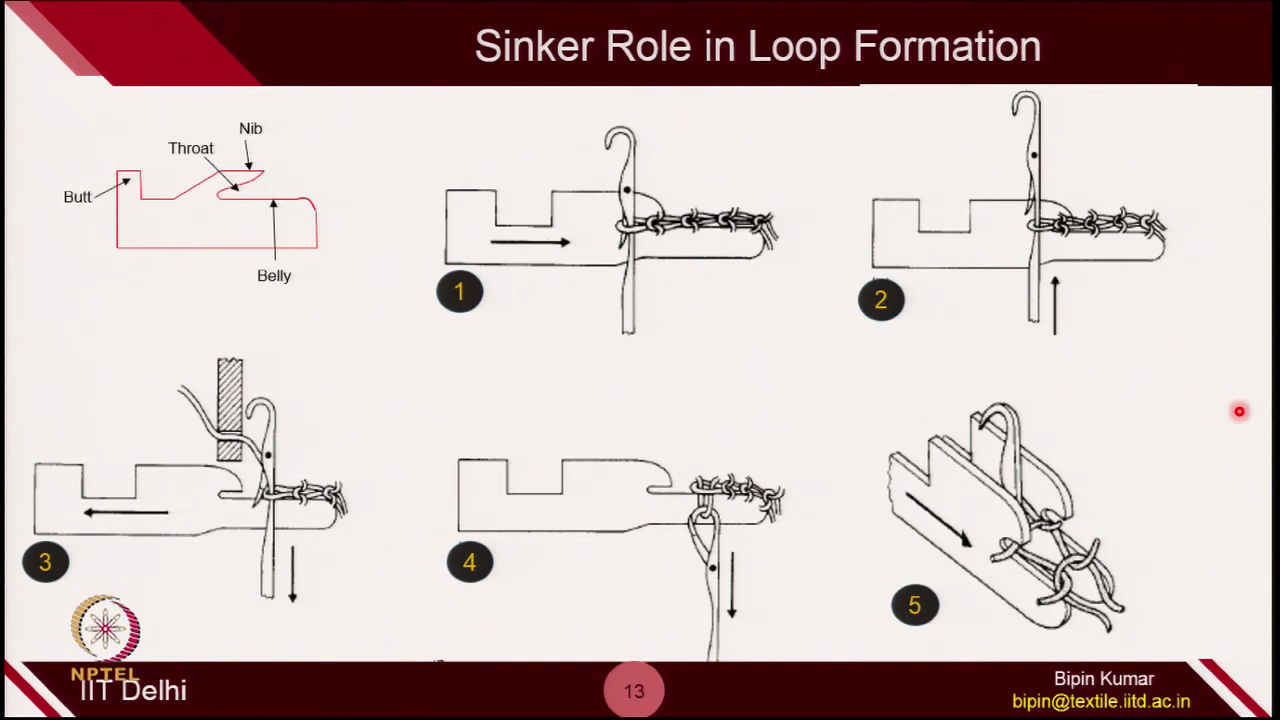 Sinker Role in Loop Formation
Nib
Throat
Butt
Belly
1
2
3
4
5
NPTEL
IIT Delhi
13
Bipin Kumar
bipin@textile.iitd.ac.in